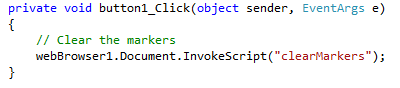 private void button1_Click(object sender, EventArgs e)
{
    // Clear the markers
    webBrowser1.Document.InvokeScript("clearMarkers");
}